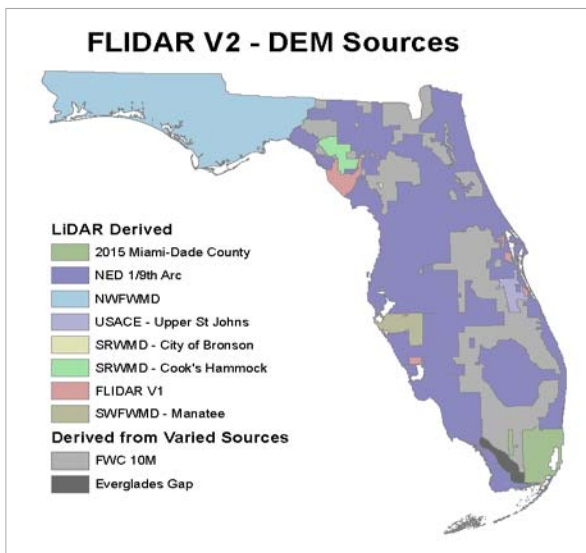 FLIDAR V2 - DEM Sources
LiDAR Derived
2015 Miami-Dade County
NED 1/9th Arc
NWFWMD
USACE - Upper St Johns
SRWMD - City of Bronson
SRWMD - Cook's Hammock
FLIDAR V1
SWFWMD - Manatee
Derived from Varied Sources
FWC 10M
Everglades Gap